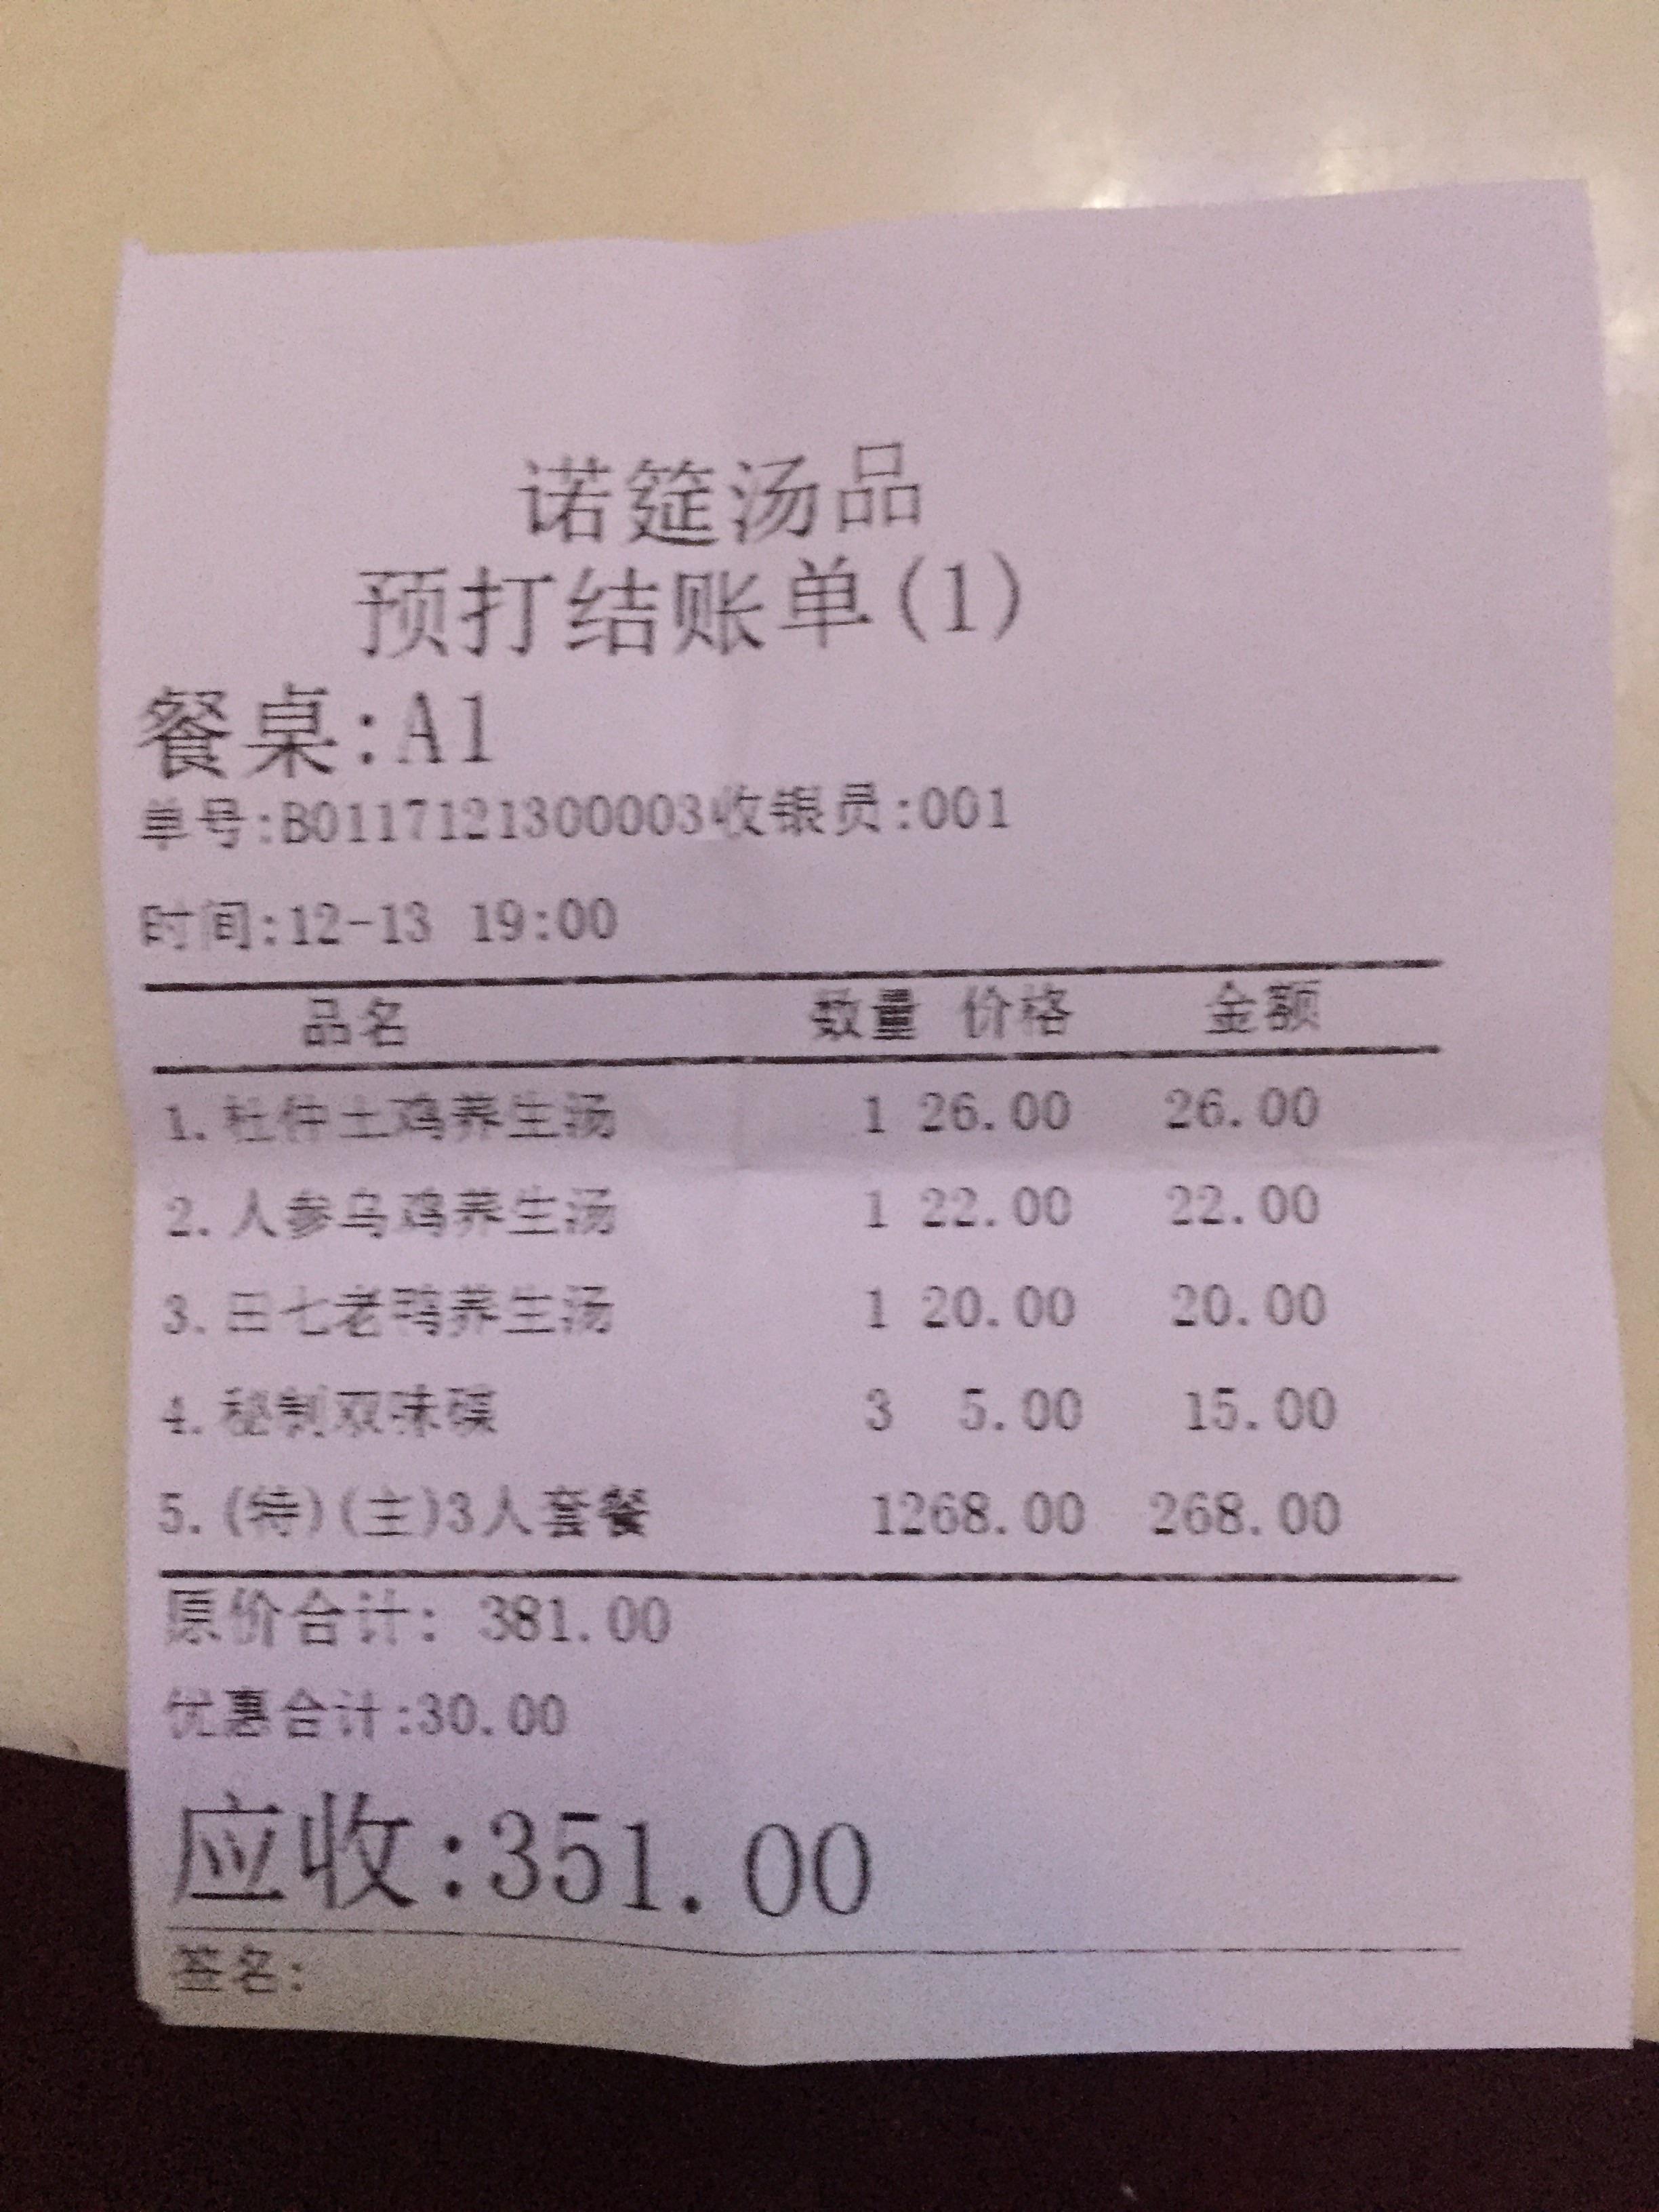 诺筵汤品
预打结账单(1)
餐桌:A1
单号:B0117121300003收银员:001
时间:12-13 19:00
品名 数量 价格 金额
1.杜仲土鸡养生汤 1 26.00 26.00
2.人参乌鸡养生汤 1 22.00 22.00
3.田七老鸭养生汤 1 20.00 20.00
4.秘制双味碟 3 5.00 15.00
5.(特)(主)3人套餐 1268.00 268.00
原价合计: 381.00
优惠合计:30.00
应收:351.00
签名: